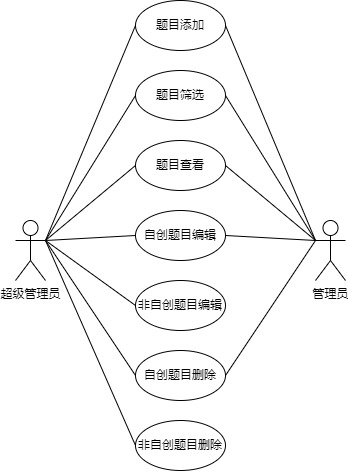 题目添加
题目筛选
题目查看
自创题目编辑
超级管理员
管理员
非自创题目编辑
自创题目删除
非自创题目删除